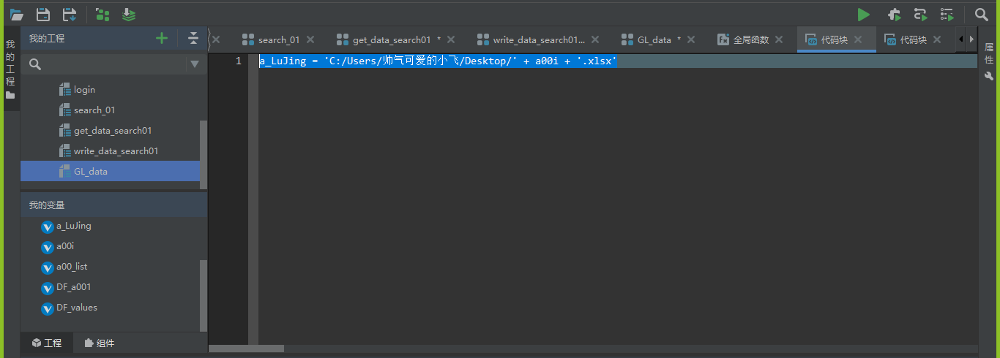 我的工程
我的工程
search_01
get_data_search01 *
write_data_search01...
GL_data *
全局函数
代码块
代码块
属性
1 a_LuJing = 'C:/Users/帅气可爱的小飞/Desktop/' + a00i + '.xlsx'
login
search_01
get_data_search01
write_data_search01
GL_data
我的变量
a_LuJing
a00i
a00_list
DF_a001
DF_values
工程
组件